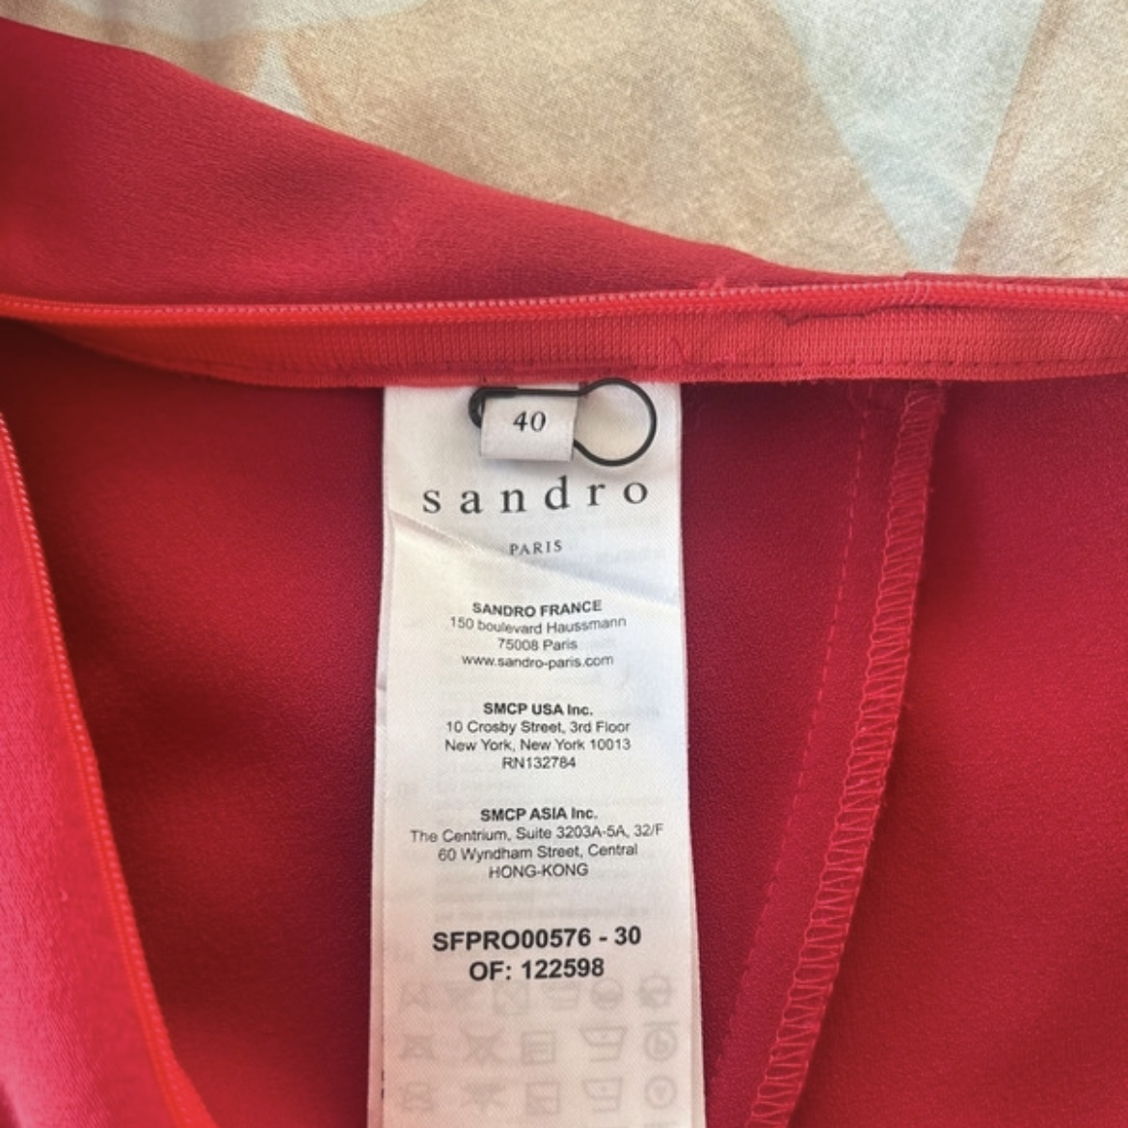 40
sandro
PARIS
SANDRO FRANCE
150 boulevard Haussmann
75008 Paris
www.sandro-paris.com
SMCP USA Inc.
10 Crosby Street, 3rd Floor
New York, New York 10013
RN132784
SMCP ASIA Inc.
The Centrium, Suite 3203A-5A, 32/F
60 Wyndham Street, Central
HONG-KONG
SFPRO00576 - 30
OF: 122598